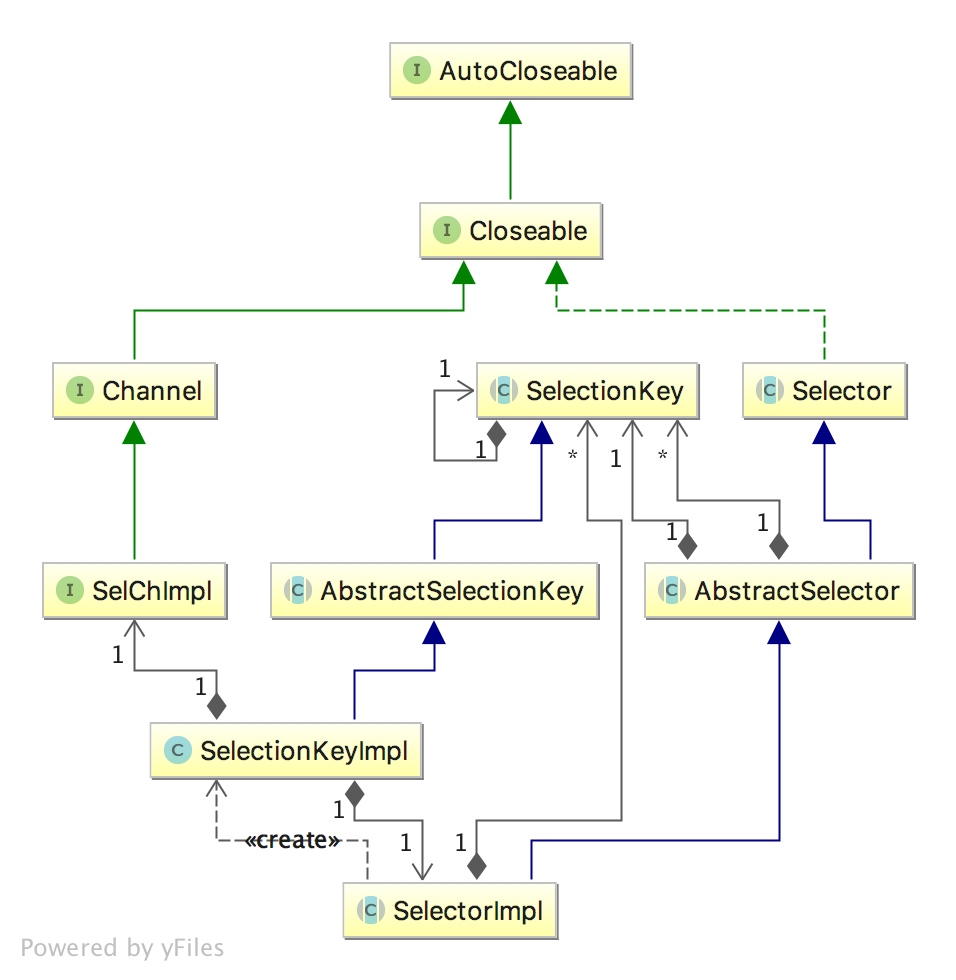 I AutoCloseable
I Closeable
I Channel
C SelectionKey
C Selector
1
1
*
1
*
1
1
I SelChImpl
C AbstractSelectionKey
C AbstractSelector
1
1
C SelectionKeyImpl
1
«create»
1
1
C SelectorImpl
Powered by yFiles